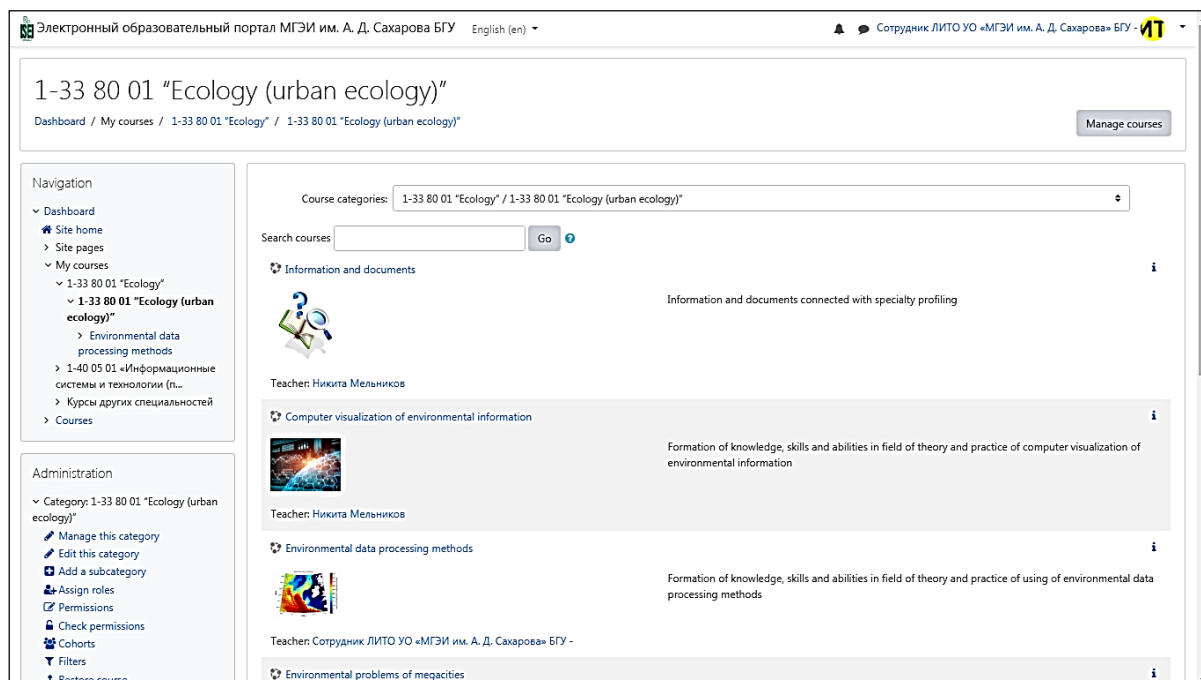 Электронный образовательный портал МГЭИ им. А. Д. Сахарова БГУ English (en)
Сотрудник ЛИТО УО «МГЭИ им. А. Д. Сахарова» БГУ - ИТ
1-33 80 01 “Ecology (urban ecology)”
Dashboard / My courses / 1-33 80 01 “Ecology” / 1-33 80 01 “Ecology (urban ecology)”
Manage courses
Navigation
Dashboard
Site home
Site pages
My courses
1-33 80 01 “Ecology”
1-33 80 01 “Ecology (urban
ecology)”
Environmental data
processing methods
1-40 05 01 «Информационные
системы и технологии (п...
Курсы других специальностей
Courses
Administration
Category: 1-33 80 01 “Ecology (urban
ecology)”
Manage this category
Edit this category
Add a subcategory
Assign roles
Permissions
Check permissions
Cohorts
Filters
Restore course
Course categories: 1-33 80 01 “Ecology” / 1-33 80 01 “Ecology (urban ecology)”
Search courses Go
Information and documents
Information and documents connected with specialty profiling
Teacher: Никита Мельников
Computer visualization of environmental information
Formation of knowledge, skills and abilities in field of theory and practice of computer visualization of
environmental information
Teacher: Никита Мельников
Environmental data processing methods
Formation of knowledge, skills and abilities in field of theory and practice of using of environmental data
processing methods
Teacher: Сотрудник ЛИТО УО «МГЭИ им. А. Д. Сахарова» БГУ -
Environmental problems of megacities